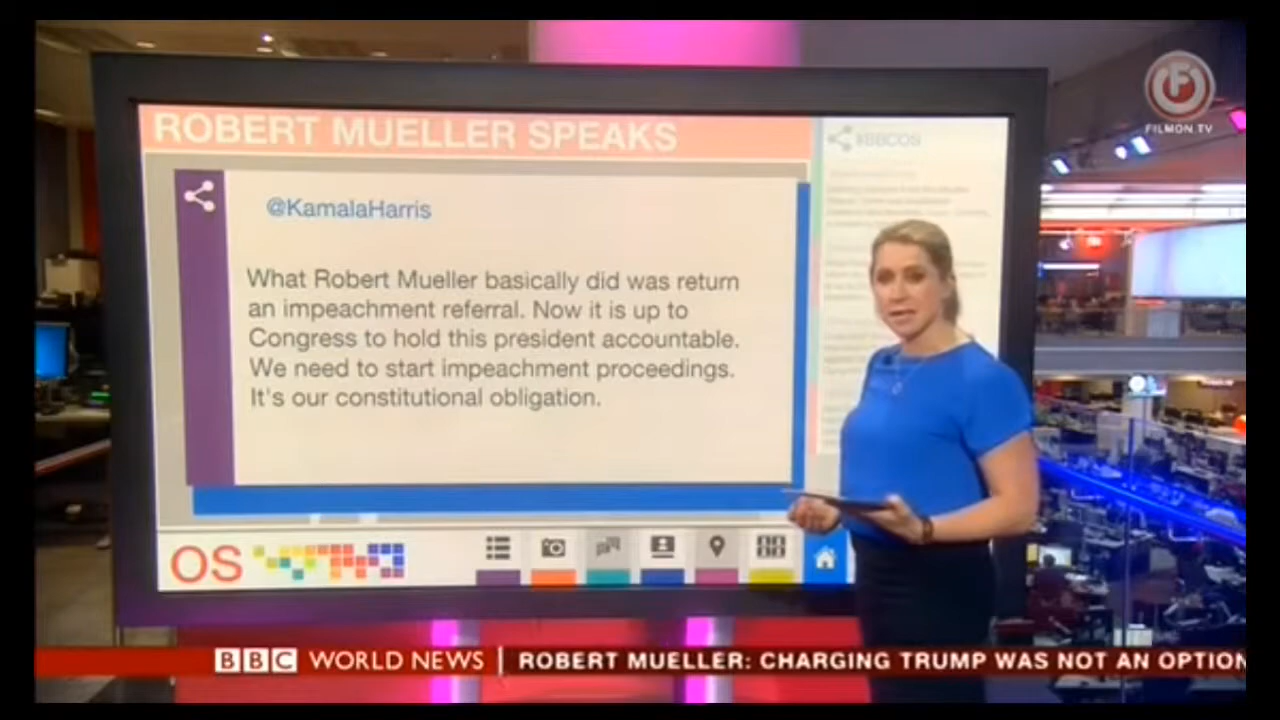 FILMON.TV
ROBERT MUELLER SPEAKS
#BBCOS
@KamalaHarris
What Robert Mueller basically did was return
an impeachment referral. Now it is up to
Congress to hold this president accountable.
We need to start impeachment proceedings.
It's our constitutional obligation.
OS
BBC WORLD NEWS | ROBERT MUELLER: CHARGING TRUMP WAS NOT AN OPTION